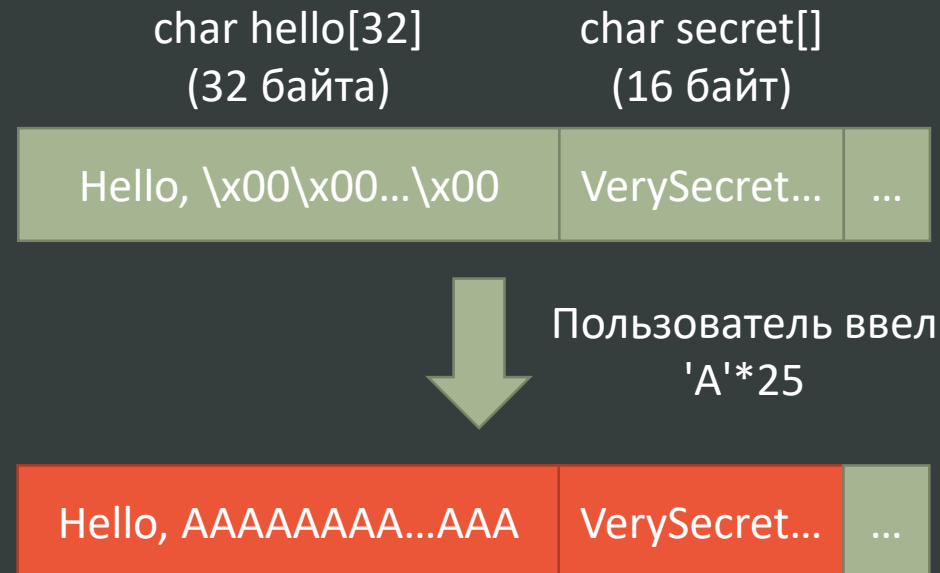 char hello[32]
(32 байта)
char secret[]
(16 байт)
Hello, \x00\x00…\x00
VerySecret…
…
Пользователь ввел
'A'*25
Hello, AAAAAAAA…AAA
VerySecret…
…